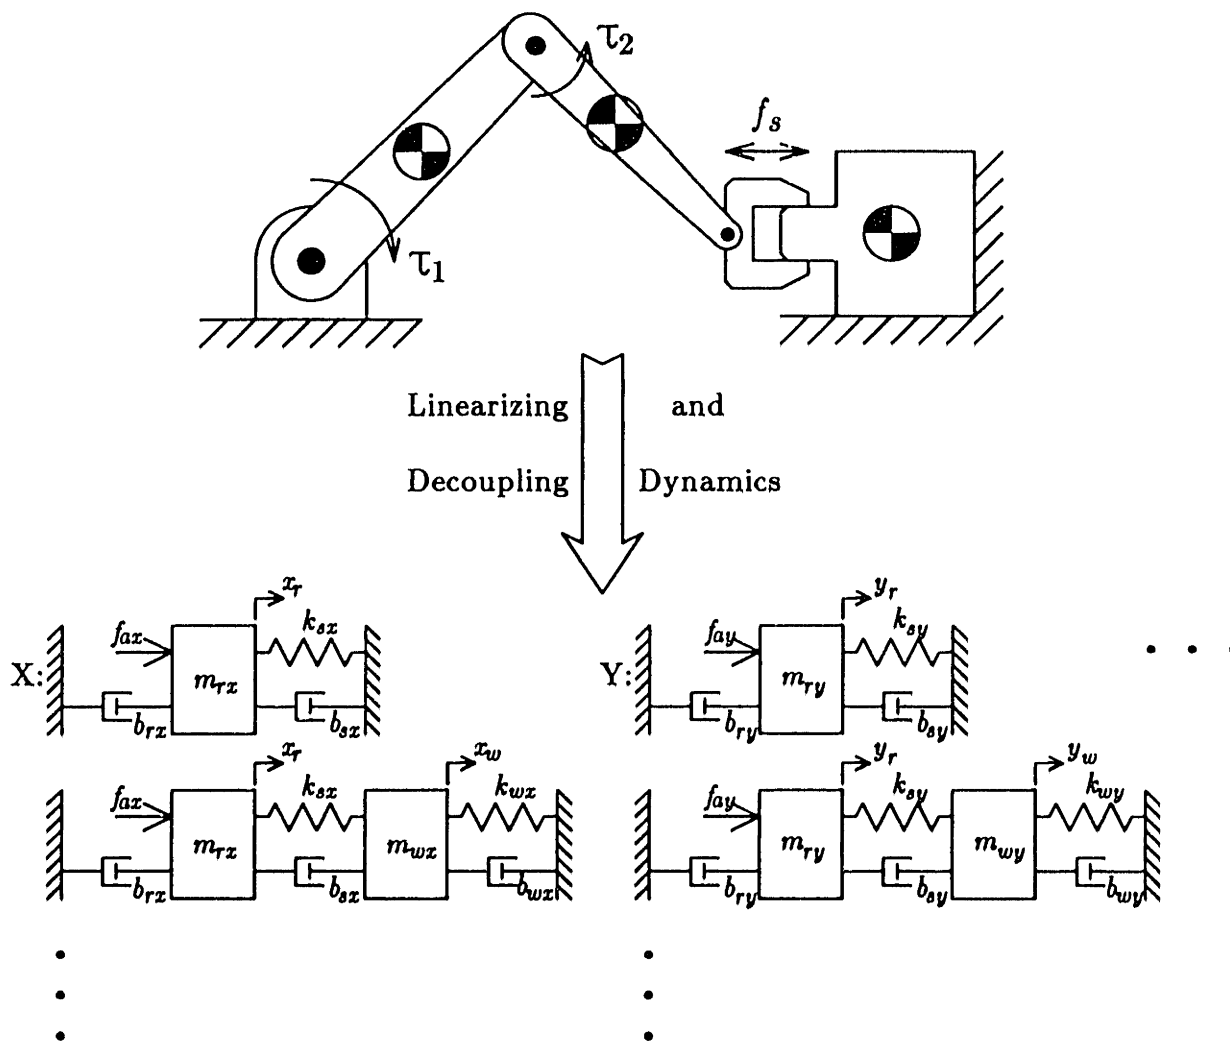 τ2
fs
τ1
Linearizing and
Decoupling Dynamics
X:
fax
xr
ksx
mrx
brx
bsx
Y:
fay
yr
ksy
mry
bry
bsy
. . .
fax
xr
ksx
xw
kwx
mrx
mwx
brx
bsx
bwx
fay
yr
ksy
yw
kwy
mry
mwy
bry
bsy
bwy